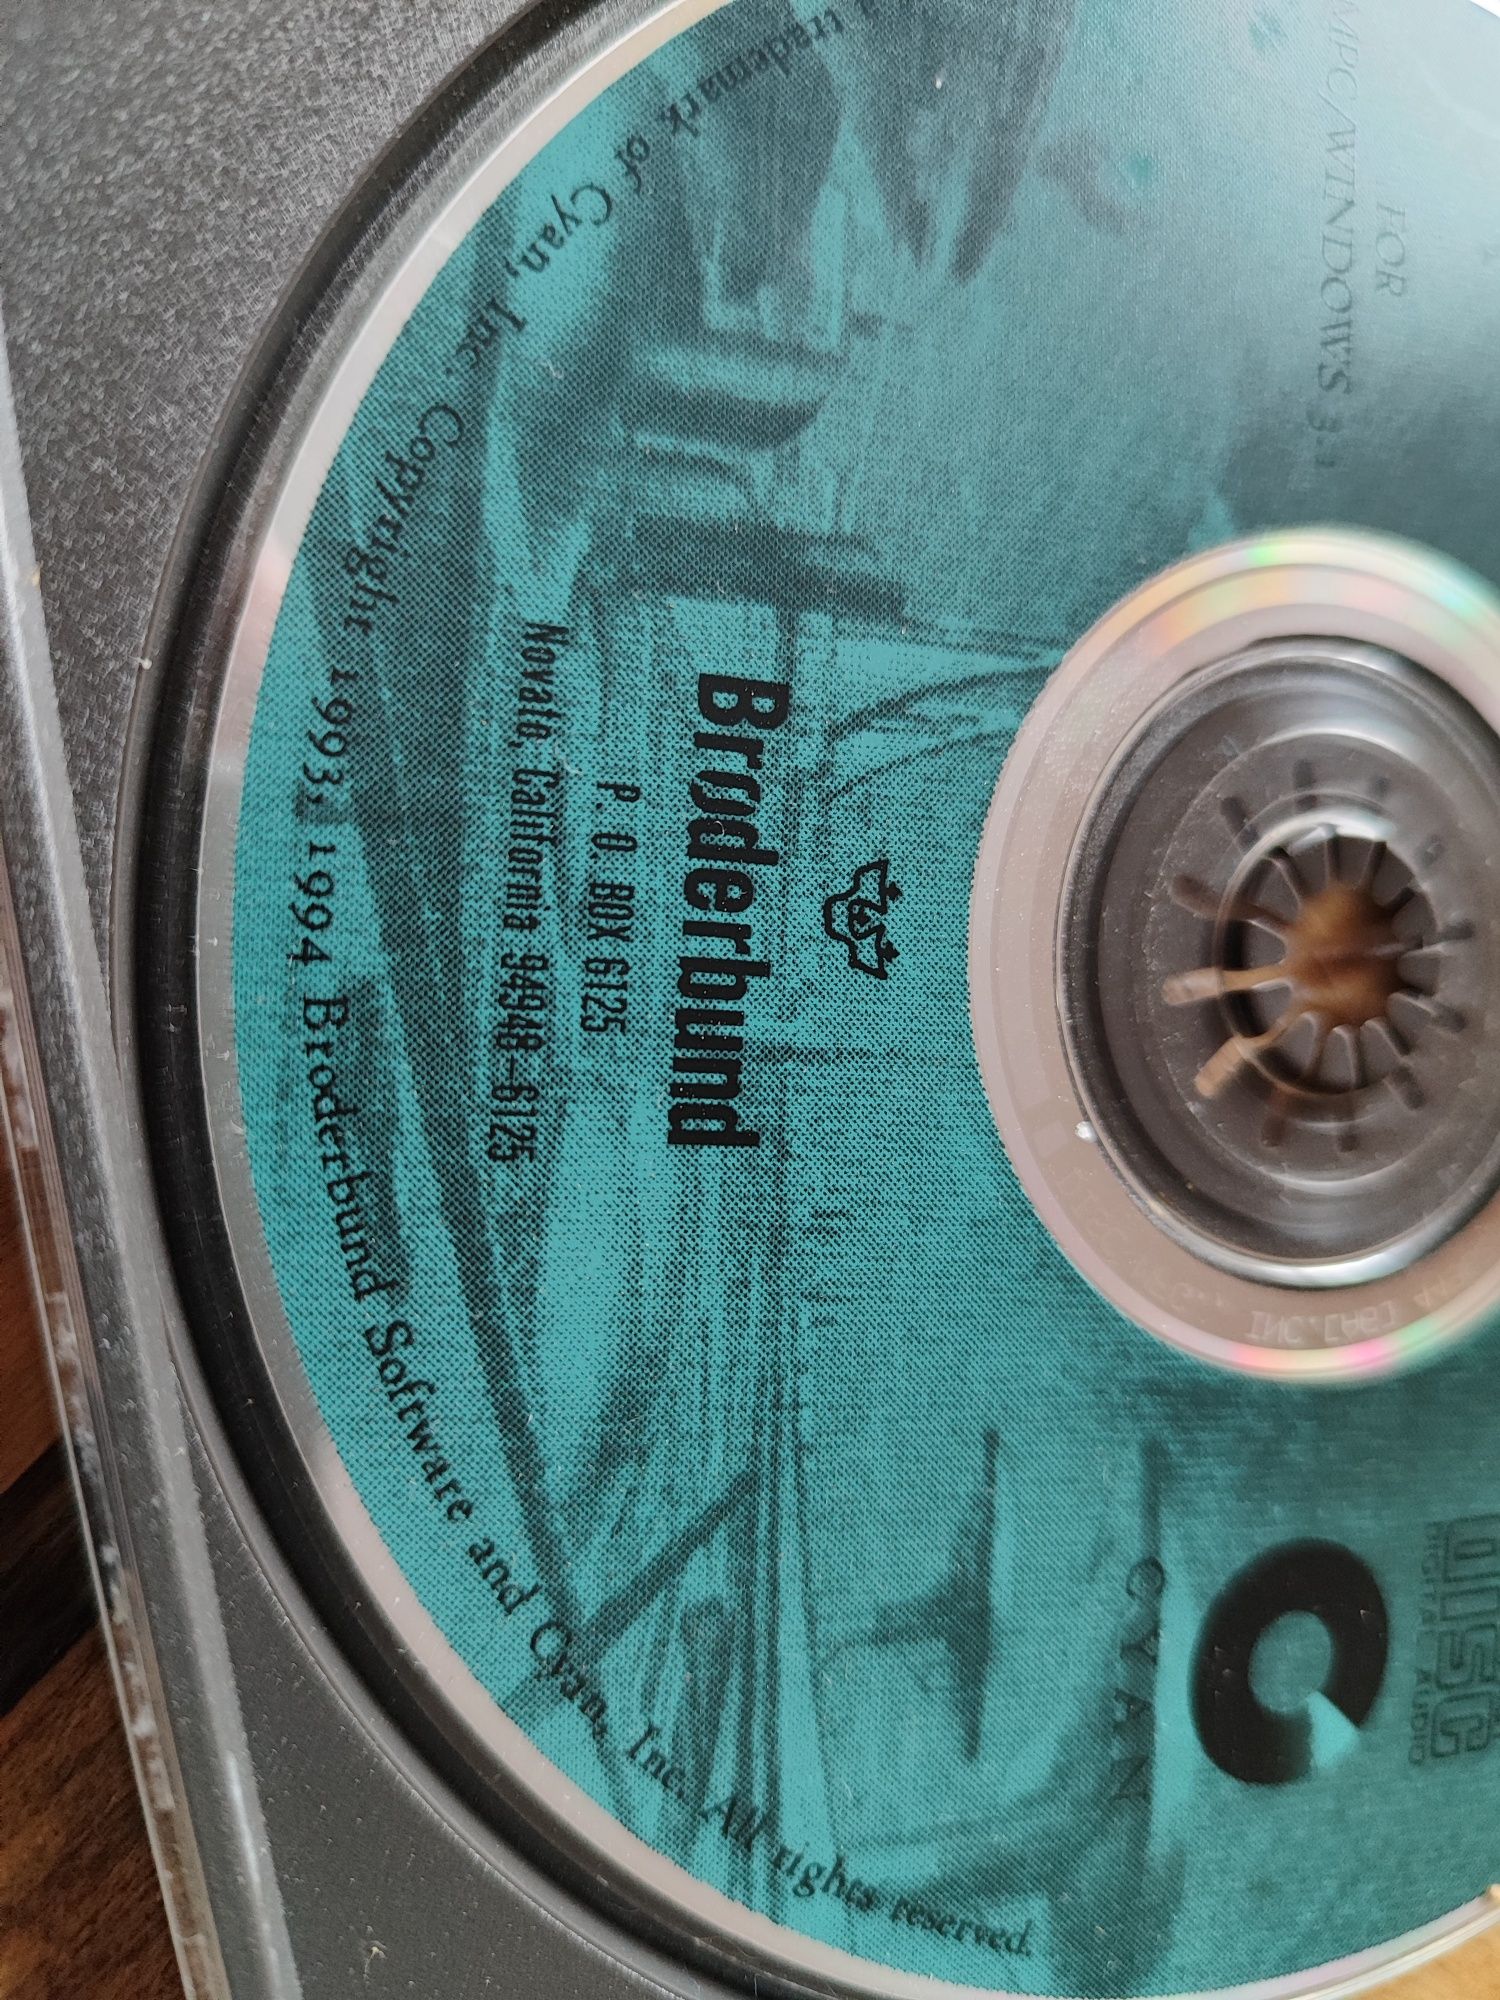 FOR
MPC/WINDOWS 3.1
Broderbund
P. O. BOX 6125
Novato, California 94948-6125
CYAN
DISC
DIGITAL AUDIO
trademark of Cyan, Inc. Copyright 1993, 1994 Broderbund Software and Cyan, Inc. All rights reserved.